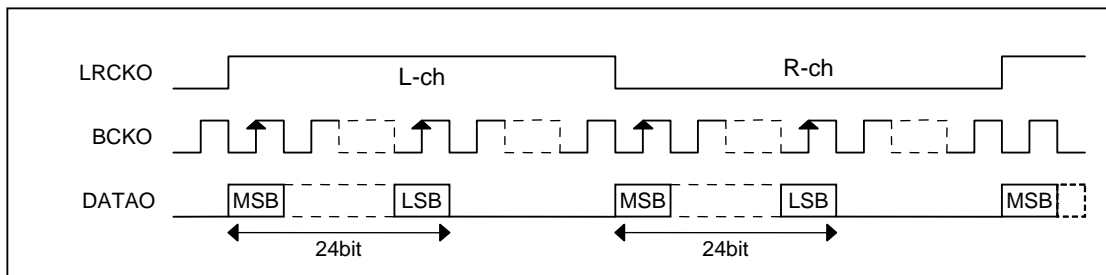 LRCKO
L-ch
R-ch
BCKO
DATAO
MSB
LSB
MSB
LSB
MSB
24bit
24bit